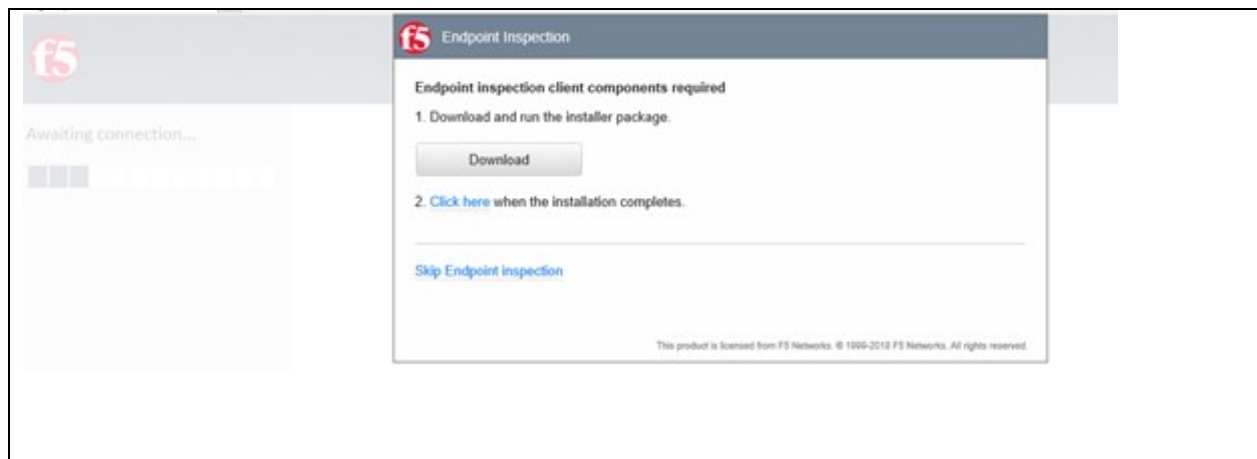 f5
Endpoint Inspection
f5
Endpoint inspection client components required
1. Download and run the installer package.
Awaiting connection...
Download
2. Click here when the installation completes.
Skip Endpoint inspection
This product is licensed from F5 Networks. © 1999-2018 F5 Networks. All rights reserved.